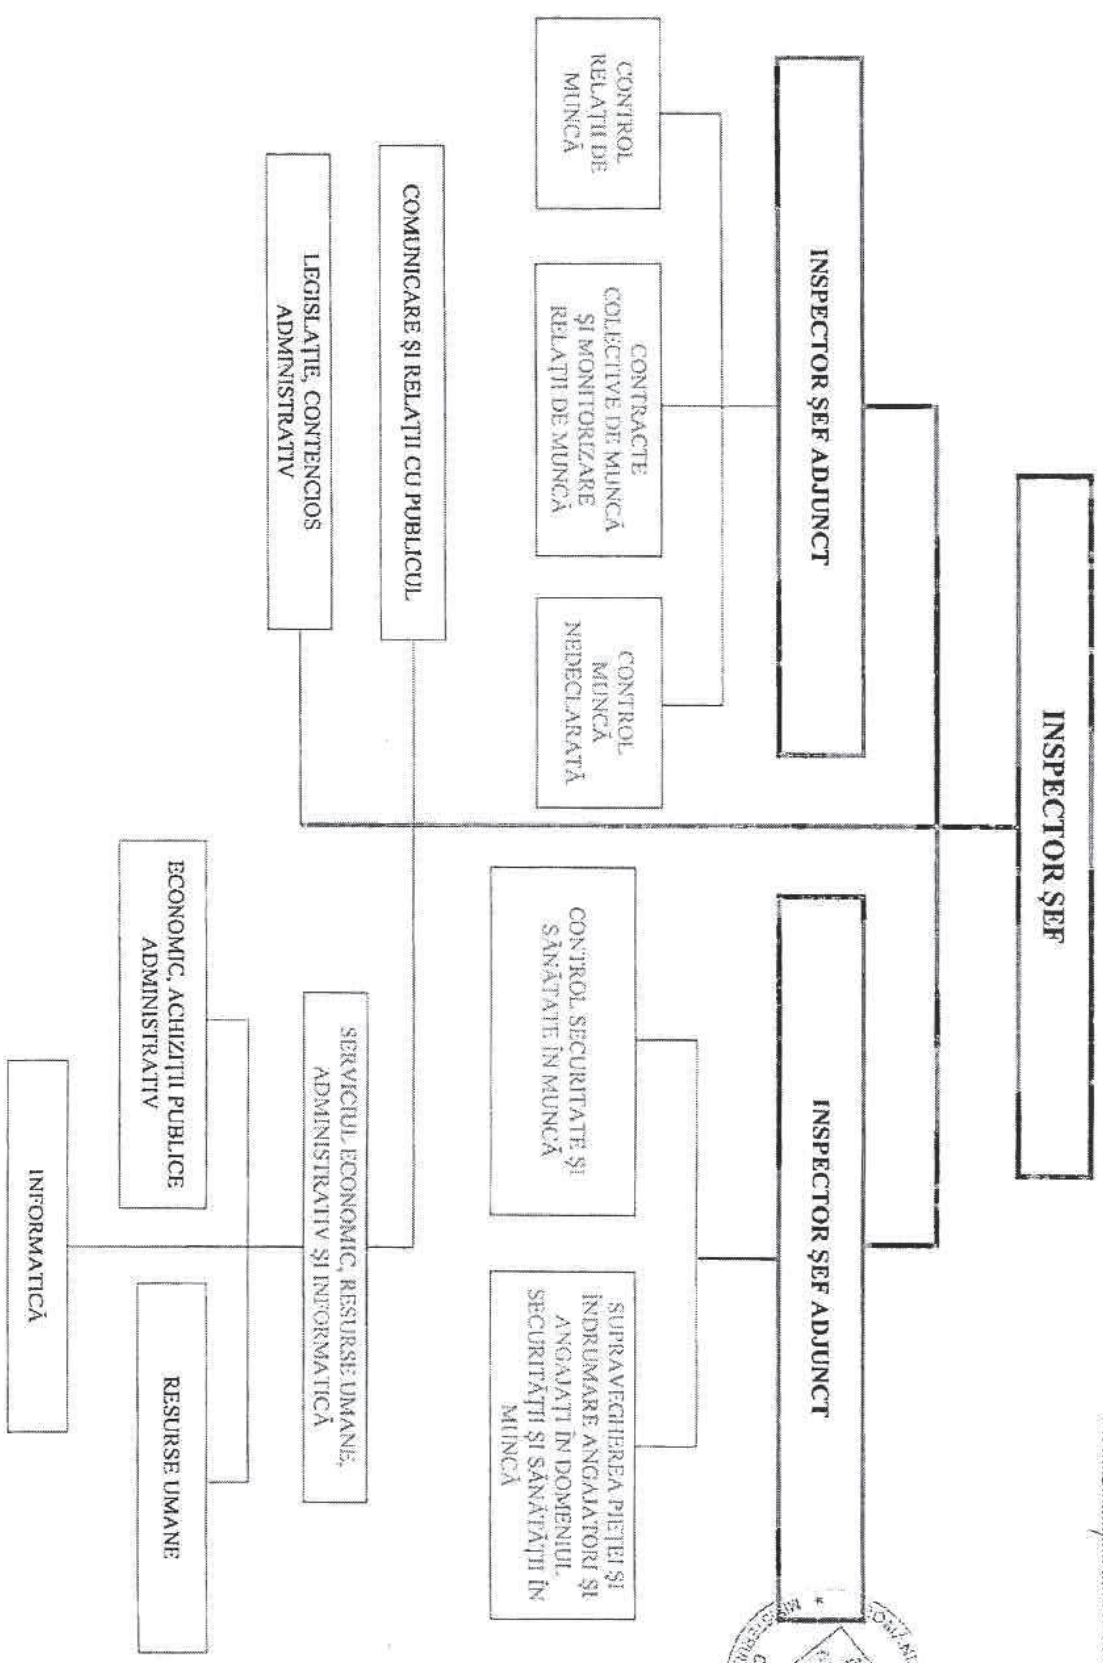 INSPECTOR ŞEF
INSPECTOR ŞEF ADJUNCT
INSPECTOR ŞEF ADJUNCT
CONTROL
RELAŢII DE
MUNCĂ
CONTRACTE
COLECTIVE DE MUNCĂ
ŞI MONITORIZARE
RELAŢII DE MUNCĂ
CONTROL
MUNCĂ
NEDECLARATĂ
CONTROL SECURITATE ŞI
SĂNĂTATE ÎN MUNCĂ
SUPRAVEGHEREA PIEŢEI ŞI
ÎNDRUMARE ANGAJATORI ŞI
ANGAJAŢI ÎN DOMENIUL
SECURITĂŢII ŞI SĂNĂTĂŢII ÎN
MUNCĂ
COMUNICARE ŞI RELAŢII CU PUBLICUL
LEGISLAŢIE, CONTENCIOS
ADMINISTRATIV
SERVICIUL ECONOMIC, RESURSE UMANE,
ADMINISTRATIV ŞI INFORMATICĂ
ECONOMIC, ACHIZIŢII PUBLICE
ADMINISTRATIV
RESURSE UMANE
INFORMATICĂ